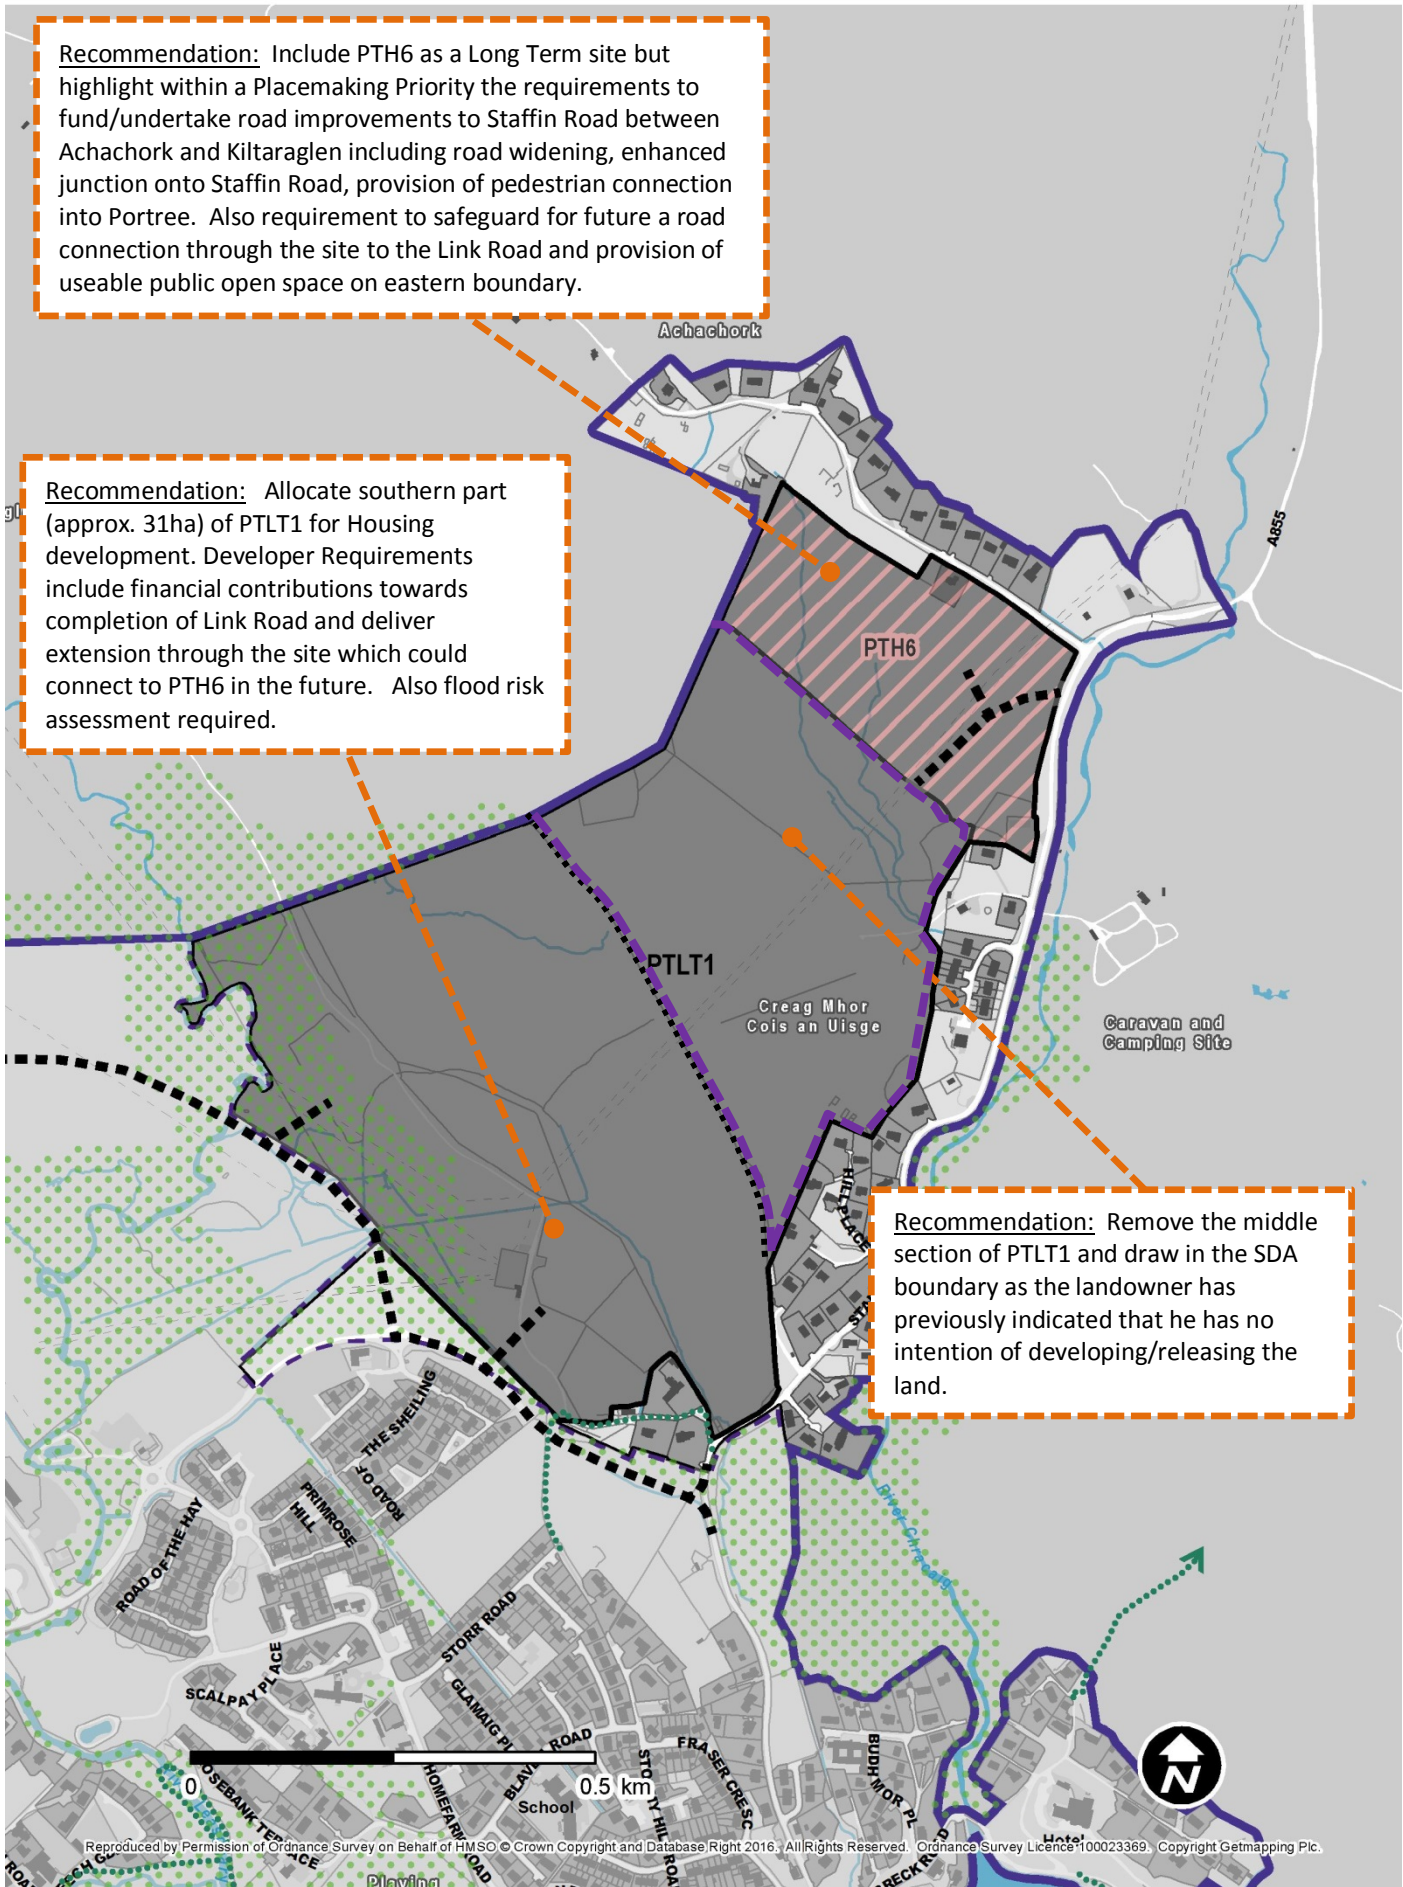 Recommendation: Include PTH6 as a Long Term site but
highlight within a Placemaking Priority the requirements to
fund/undertake road improvements to Staffin Road between
Achachork and Kiltaraglen including road widening, enhanced
junction onto Staffin Road, provision of pedestrian connection
into Portree. Also requirement to safeguard for future a road
connection through the site to the Link Road and provision of
useable public open space on eastern boundary.
Achachork
Recommendation: Allocate southern part
(approx. 31ha) of PTLT1 for Housing
development. Developer Requirements
include financial contributions towards
completion of Link Road and deliver
extension through the site which could
connect to PTH6 in the future. Also flood risk
assessment required.
A855
PTH6
PTLT1
Creag Mhor
Cois an Uisge
Caravan and
Camping Site
HILL PLACE
Recommendation: Remove the middle
section of PTLT1 and draw in the SDA
boundary as the landowner has
previously indicated that he has no
intention of developing/releasing the
land.
THE SHEILING
ROAD OF
PRIMROSE
HILL
ROAD OF THE HAY
River Chracaig
STORR ROAD
SCALPAY PLACE
GLAMAIG PL
BLAVEN ROAD
FRASER CRESC
BUDHMOR PL
HOMEFARM ROAD
0
0.5 km
School
N
Hotel
Reproduced by Permission of Ordnance Survey on Behalf of HMSO © Crown Copyright and Database Right 2016. All Rights Reserved. Ordnance Survey Licence 100023369. Copyright Getmapping Plc.
Playing